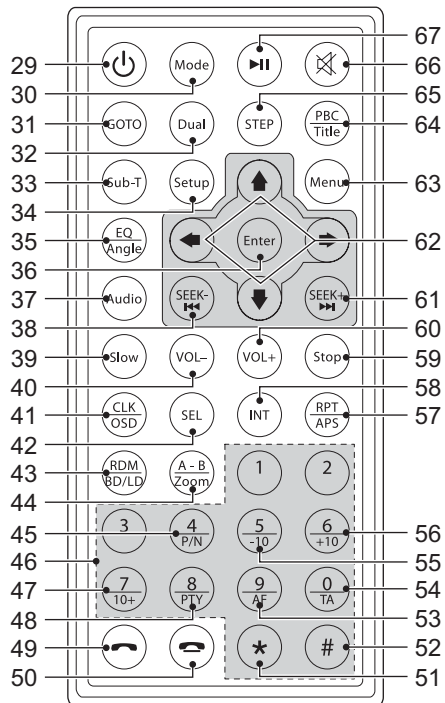 29
30
31
32
33
34
35
36
37
38
39
40
41
42
43
44
45
46
47
48
49
50
Mode
GOTO
Dual
STEP
PBC
Title
Sub-T
Setup
Menu
EQ
Angle
Enter
Audio
SEEK-
SEEK+
Slow
VOL–
VOL+
Stop
CLK
OSD
SEL
INT
RPT
APS
RDM
BD/LD
A - B
Zoom
1
2
3
4
P/N
5
-10
6
+10
7
10+
8
PTY
9
AF
0
TA
*
#
67
66
65
64
63
62
61
60
59
58
57
56
55
54
53
52
51